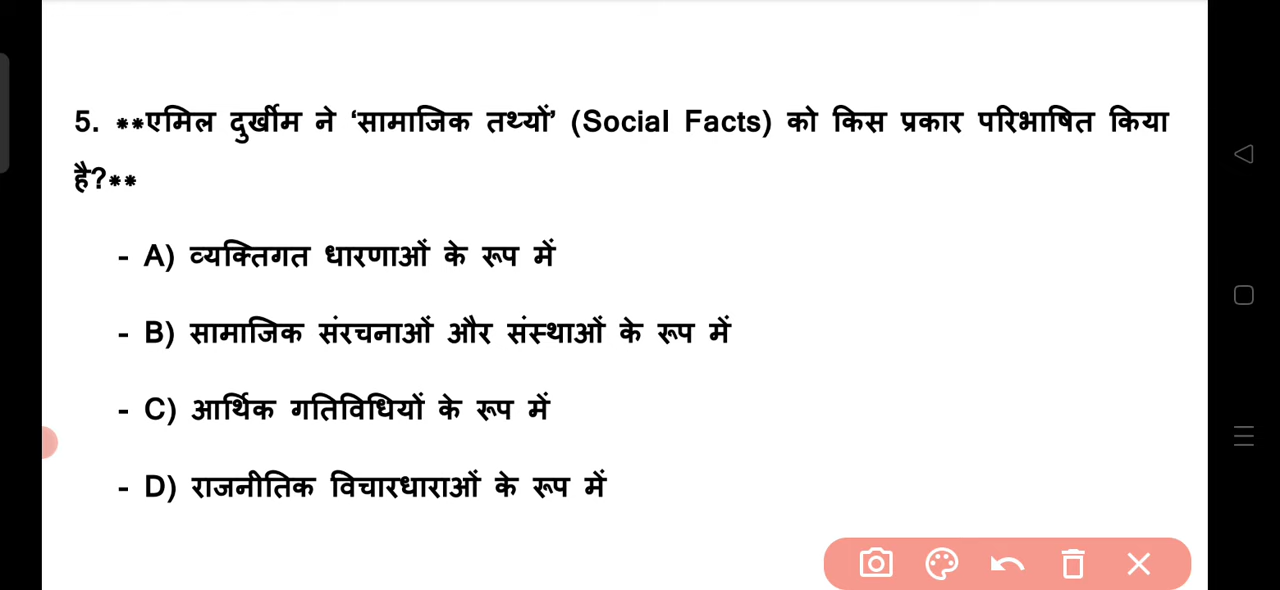 5. **एमिल दुर्खीम ने ‘सामाजिक तथ्यों’ (Social Facts) को किस प्रकार परिभाषित किया
है?**
- A) व्यक्तिगत धारणाओं के रूप में
- B) सामाजिक संरचनाओं और संस्थाओं के रूप में
- C) आर्थिक गतिविधियों के रूप में
- D) राजनीतिक विचारधाराओं के रूप में